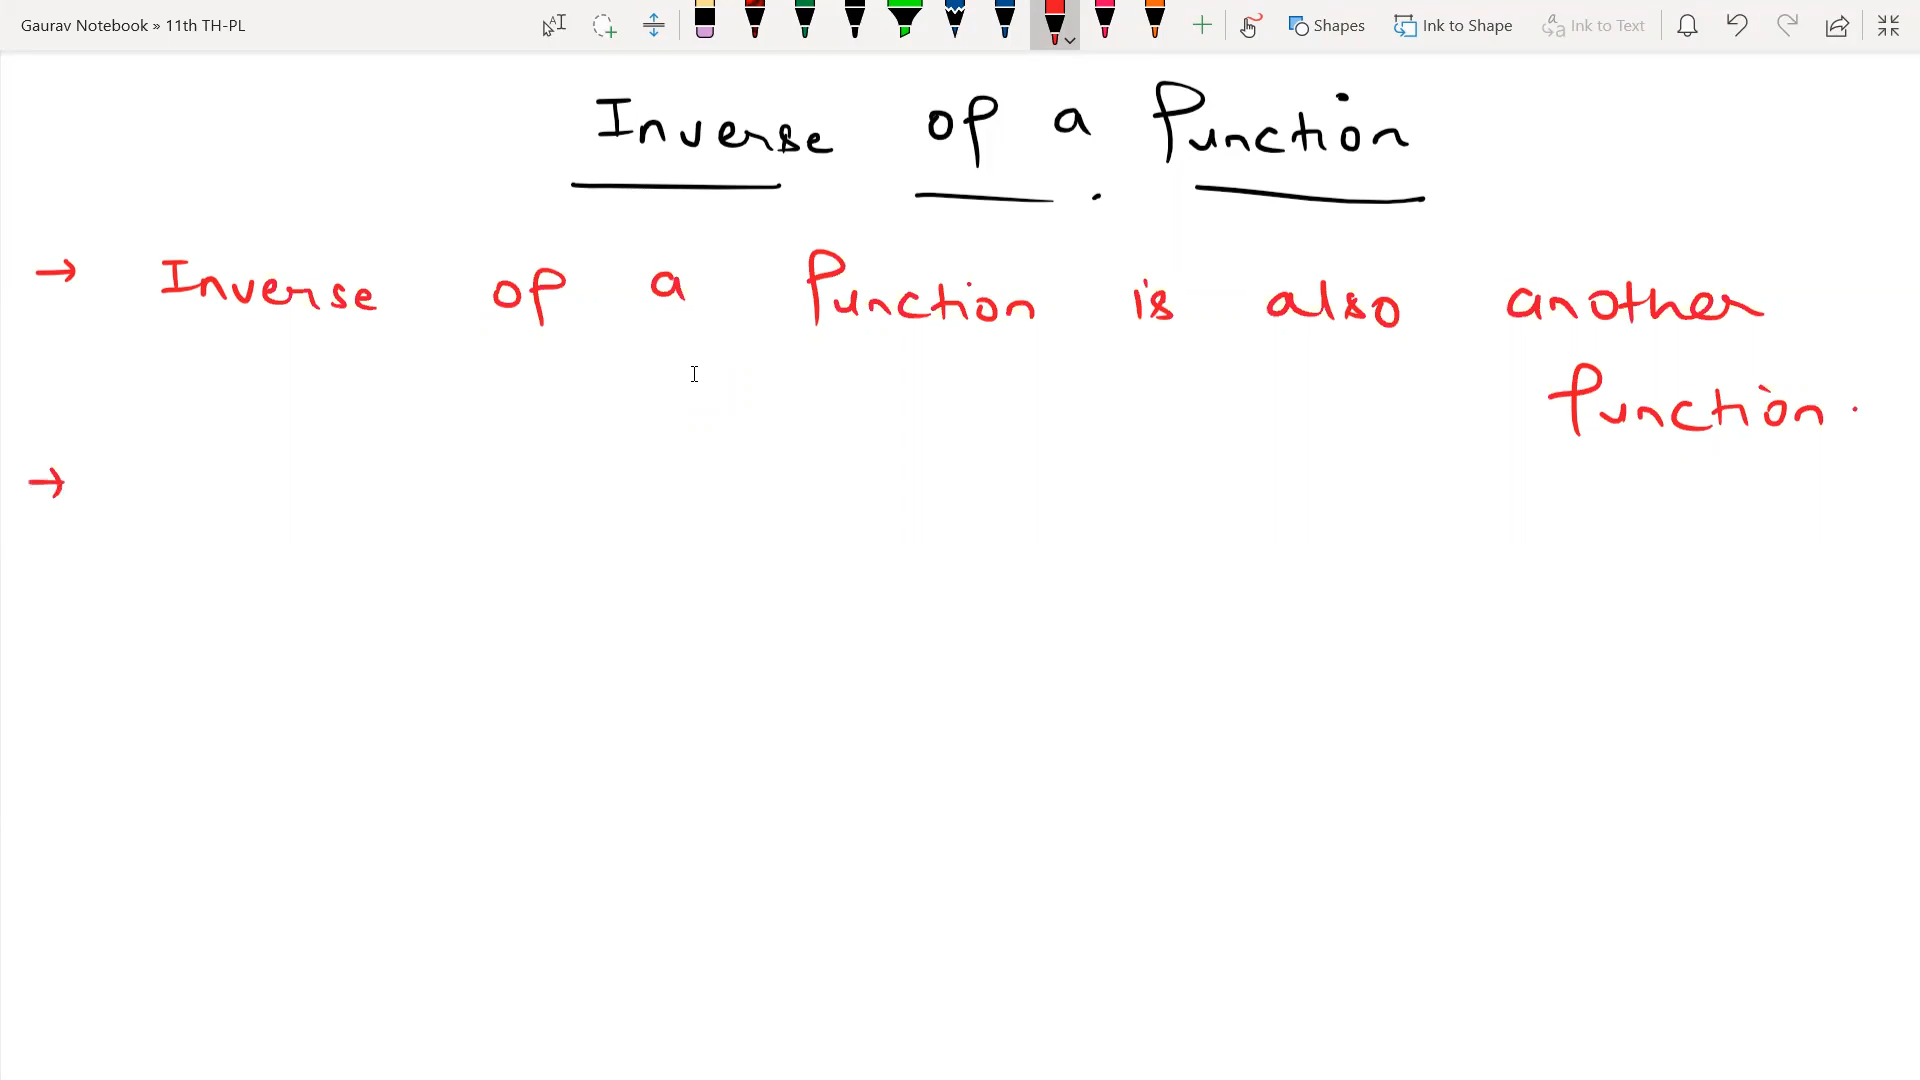 Gaurav Notebook » 11th TH-PL Shapes Ink to Shape Ink to Text
Inverse of a function
→ Inverse of a function is also another
function.
→